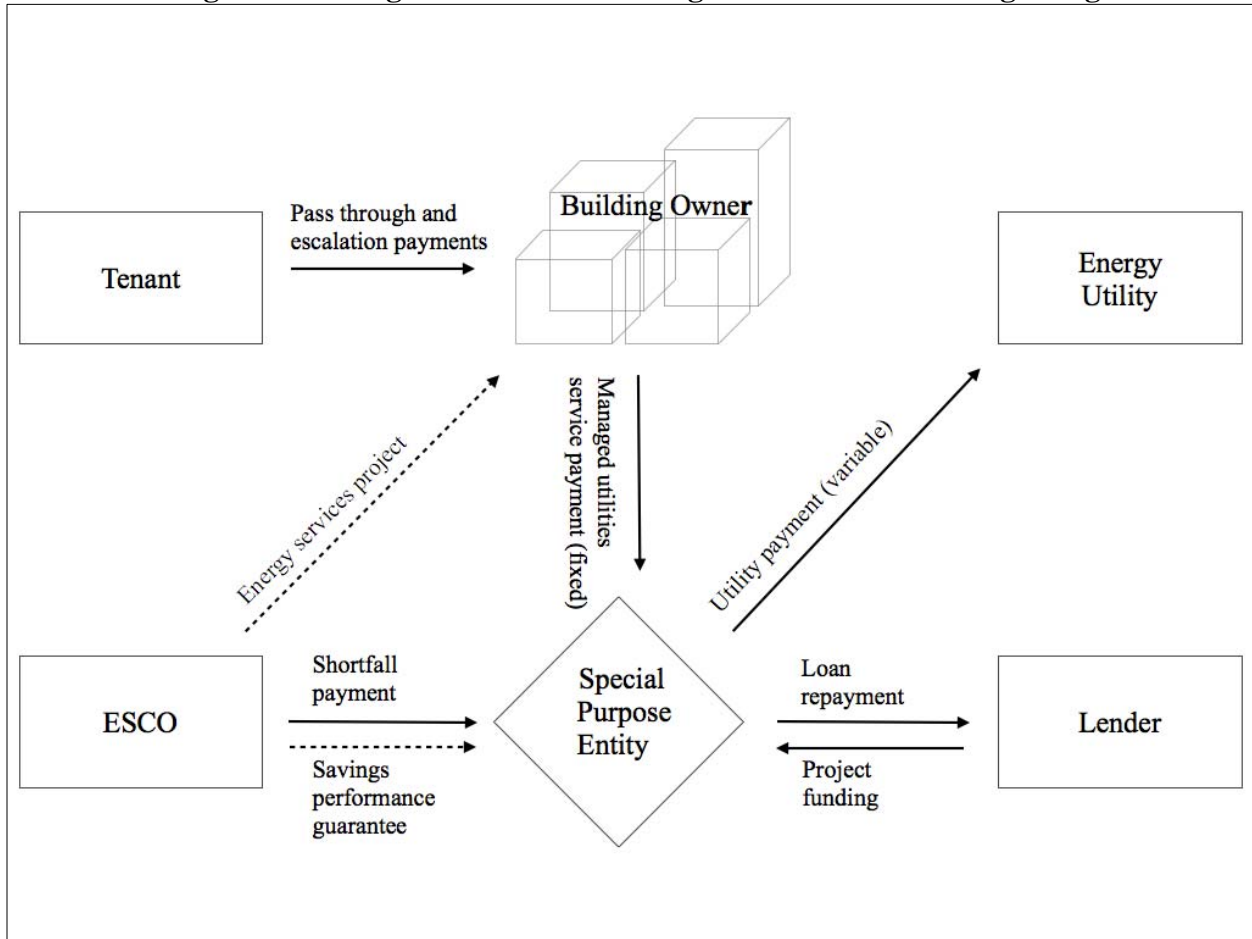 Pass through and
escalation payments
Building Owner
Tenant
Energy
Utility
Managed utilities
service payment (fixed)
Energy services project
Utility payment (variable)
Shortfall
payment
ESCO
Savings
performance
guarantee
Special
Purpose
Entity
Loan
repayment
Project
funding
Lender